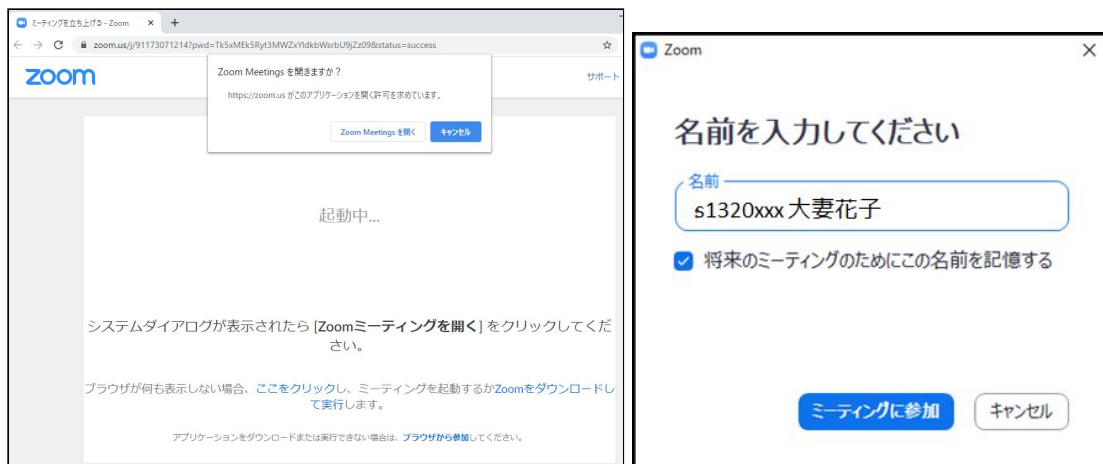 ミーティングを立ち上げる - Zoom
zoom.us/j/91173071214?pwd=Tk5xMEk5Ryt3MWZxYldkbWsrbU9jZz09&status=success
zoom
サポート
Zoom Meetings を開きますか？
https://zoom.us がこのアプリケーションを開く許可を求めています。
Zoom Meetings を開く
キャンセル
起動中...
システムダイアログが表示されたら [Zoomミーティングを開く] をクリックしてくだ
さい。
ブラウザが何も表示しない場合、ここをクリックし、ミーティングを起動するかZoomをダウンロードし
て実行します。
アプリケーションをダウンロードまたは実行できない場合は、ブラウザから参加してください。
Zoom
名前を入力してください
名前
s1320xxx 大妻花子
将来のミーティングのためにこの名前を記憶する
ミーティングに参加
キャンセル